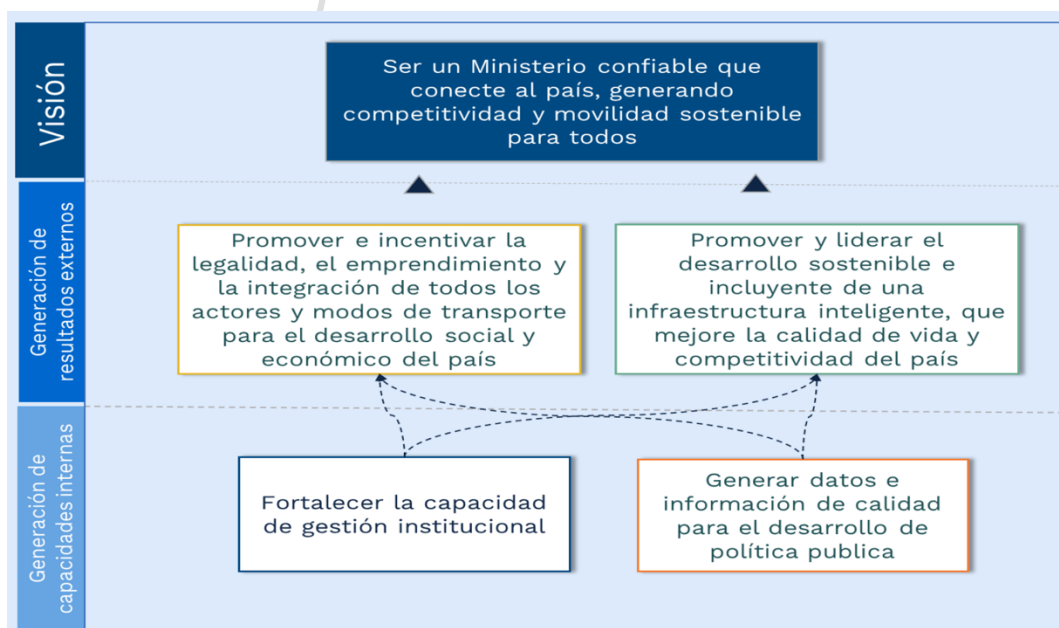 Visión
Ser un Ministerio confiable que
conecte al país, generando
competitividad y movilidad sostenible
para todos
Generación de
resultados externos
Promover e incentivar la
legalidad, el emprendimiento y
la integración de todos los
actores y modos de transporte
para el desarrollo social y
económico del país
Promover y liderar el
desarrollo sostenible e
incluyente de una
infraestructura inteligente, que
mejore la calidad de vida y
competitividad del país
Generación de
capacidades internas
Fortalecer la capacidad
de gestión institucional
Generar datos e
información de calidad
para el desarrollo de
política publica